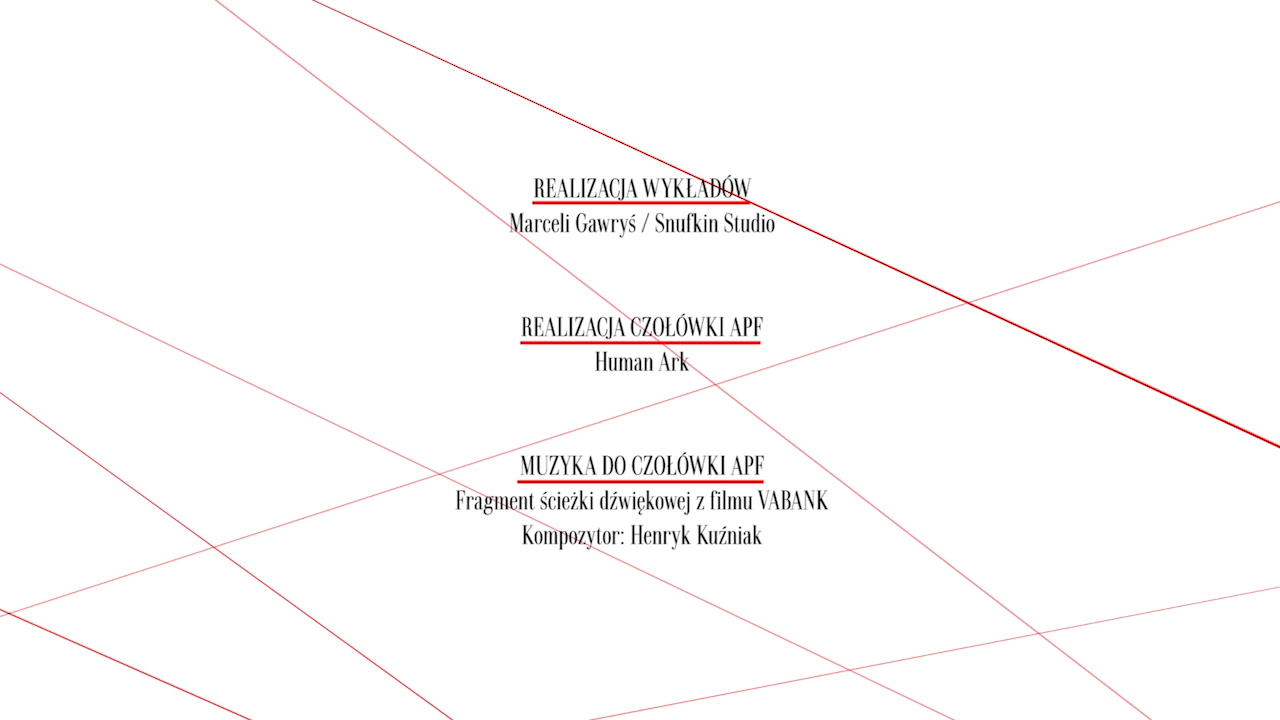 REALIZACJA WYKŁADÓW
Marceli Gawryś / Snufkin Studio
REALIZACJA CZOŁÓWKI APF
Human Ark
MUZYKA DO CZOŁÓWKI APF
Fragment ścieżki dźwiękowej z filmu VABANK
Kompozytor: Henryk Kuźniak